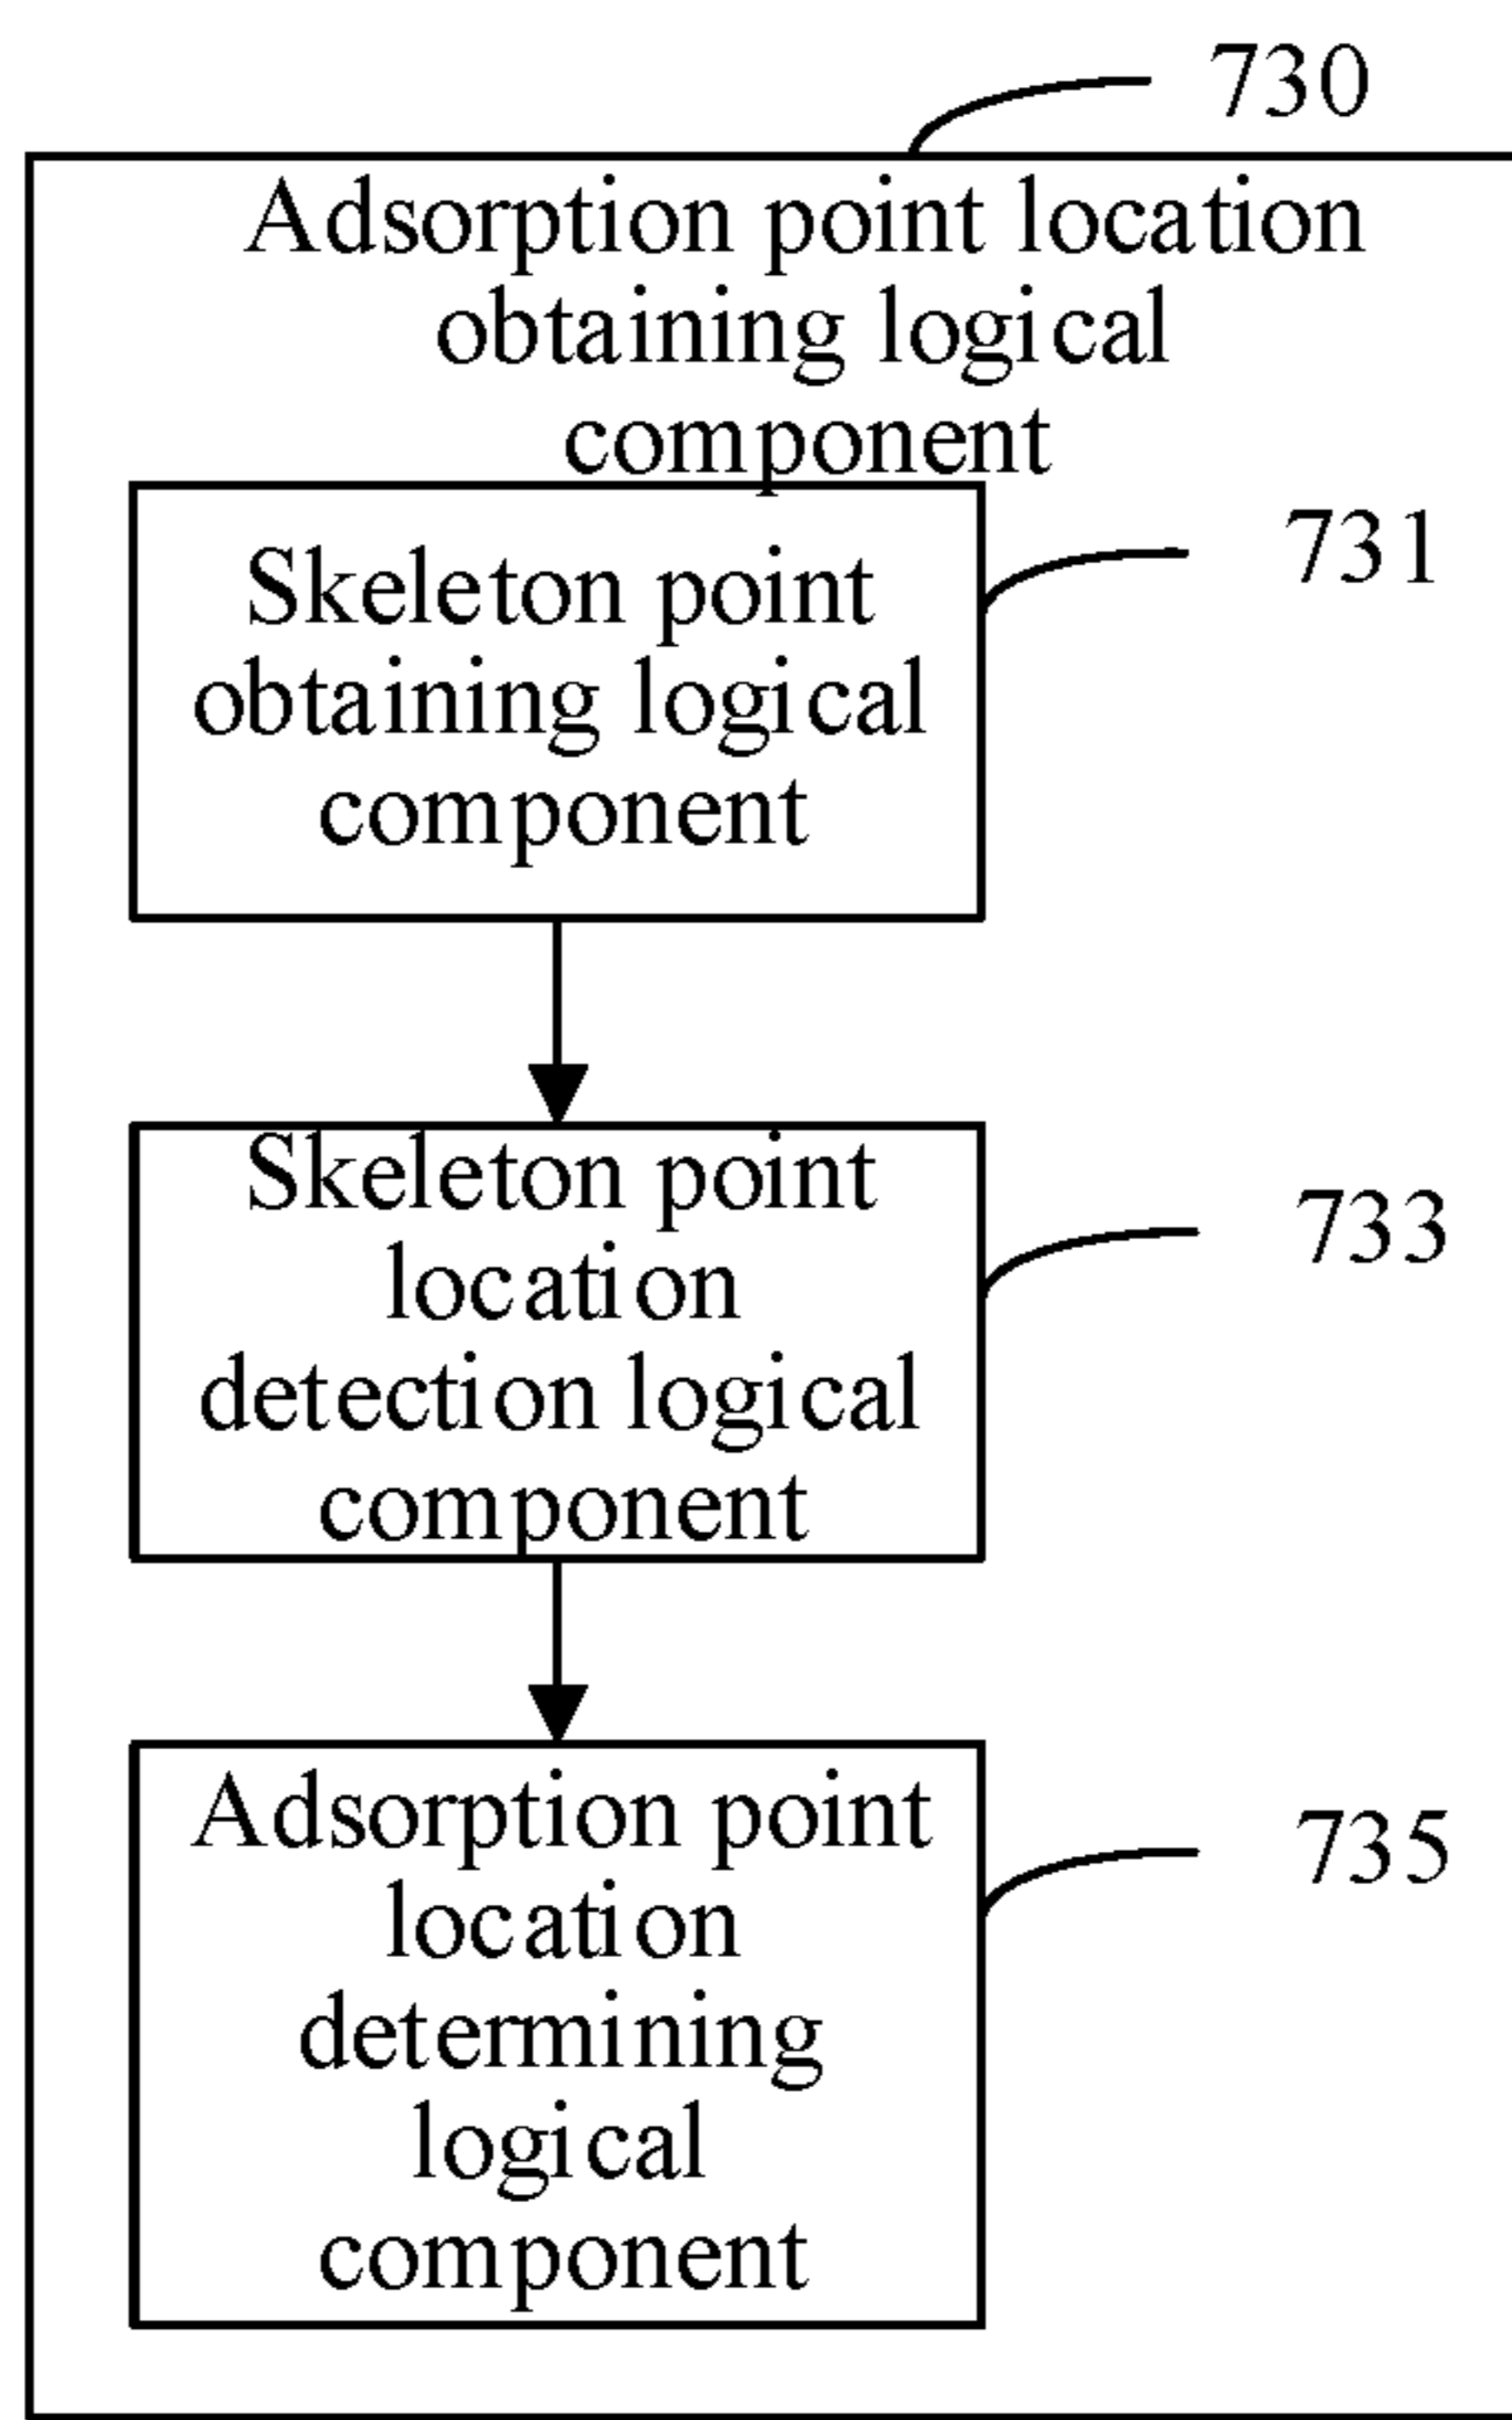 730
Adsorption point location
obtaining logical
component
731
Skeleton point
obtaining logical
component
733
Skeleton point
location
detection logical
component
735
Adsorption point
location
determining
logical
component